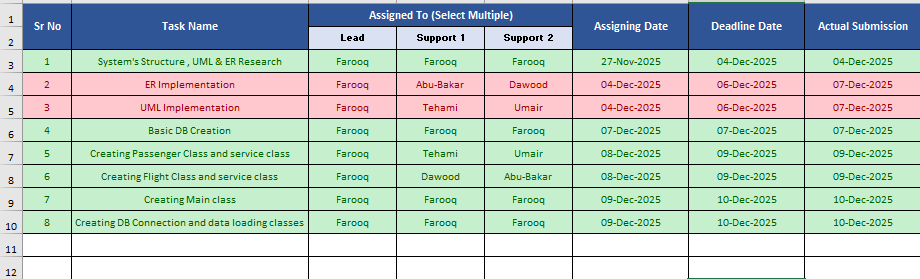 1 Sr No Task Name Assigned To (Select Multiple) Assigning Date Deadline Date Actual Submission
2 Lead Support 1 Support 2
3 1 System's Structure , UML & ER Research Farooq Farooq Farooq 27-Nov-2025 04-Dec-2025 04-Dec-2025
4 2 ER Implementation Farooq Abu-Bakar Dawood 04-Dec-2025 06-Dec-2025 07-Dec-2025
5 3 UML Implementation Farooq Tehami Umair 04-Dec-2025 06-Dec-2025 07-Dec-2025
6 4 Basic DB Creation Farooq Farooq Farooq 07-Dec-2025 07-Dec-2025 07-Dec-2025
7 5 Creating Passenger Class and service class Farooq Tehami Umair 08-Dec-2025 09-Dec-2025 09-Dec-2025
8 6 Creating Flight Class and service class Farooq Dawood Abu-Bakar 08-Dec-2025 09-Dec-2025 09-Dec-2025
9 7 Creating Main class Farooq Farooq Farooq 09-Dec-2025 10-Dec-2025 10-Dec-2025
10 8 Creating DB Connection and data loading classes Farooq Farooq Farooq 09-Dec-2025 10-Dec-2025 10-Dec-2025
11
12